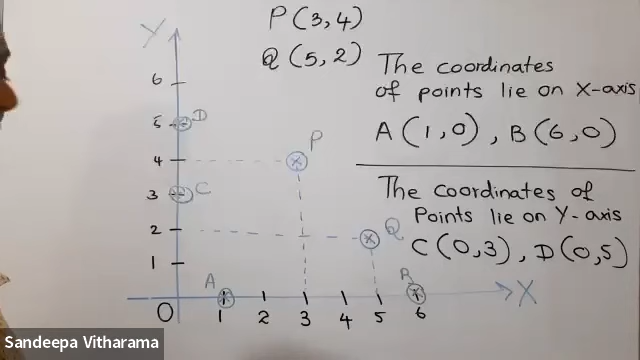 P (3,4)
Q (5,2)
The coordinates
of points lie on X-axis
A (1,0) , B (6,0)
The coordinates of
Points lie on Y-axis
C (0,3) , D (0,5)
Y
6
5 D
P
4
3 C
2 Q
1
A B
X
O 1 2 3 4 5 6
Sandeepa Vitharama